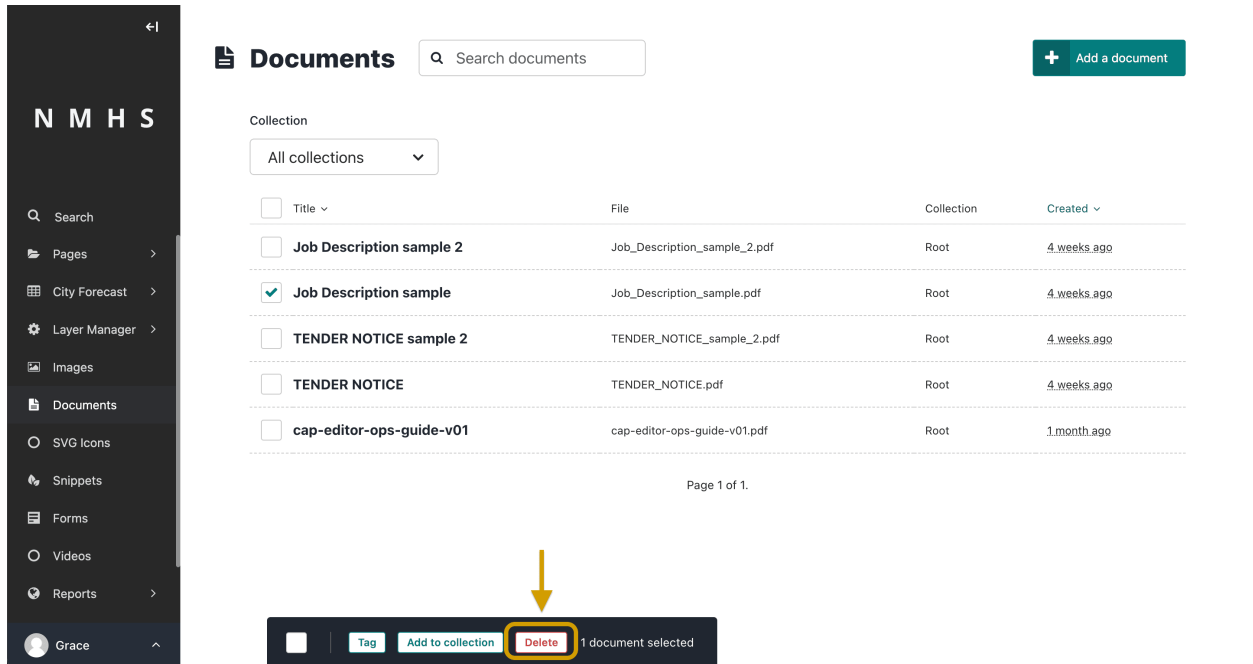 NMHS
Search
Pages
City Forecast
Layer Manager
Images
Documents
SVG Icons
Snippets
Forms
Videos
Reports
Grace
Documents
Search documents
Add a document
Collection
All collections
Title File Collection Created
Job Description sample 2 Job_Description_sample_2.pdf Root 4 weeks ago
Job Description sample Job_Description_sample.pdf Root 4 weeks ago
TENDER NOTICE sample 2 TENDER_NOTICE_sample_2.pdf Root 4 weeks ago
TENDER NOTICE TENDER_NOTICE.pdf Root 4 weeks ago
cap-editor-ops-guide-v01 cap-editor-ops-guide-v01.pdf Root 1 month ago
Page 1 of 1.
Tag Add to collection Delete 1 document selected